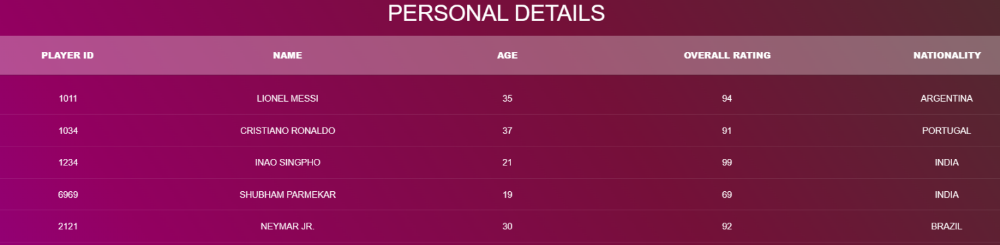 PERSONAL DETAILS
PLAYER ID NAME AGE OVERALL RATING NATIONALITY
1011 LIONEL MESSI 35 94 ARGENTINA
1034 CRISTIANO RONALDO 37 91 PORTUGAL
1234 INAO SINGPHO 21 99 INDIA
6969 SHUBHAM PARMEKAR 19 69 INDIA
2121 NEYMAR JR. 30 92 BRAZIL